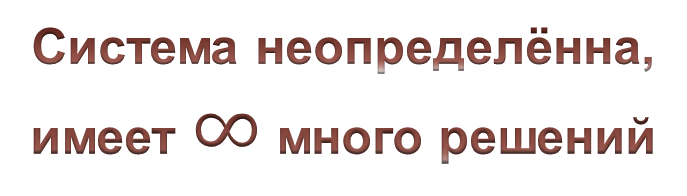 Система неопределённа,
имеет ∞ много решений